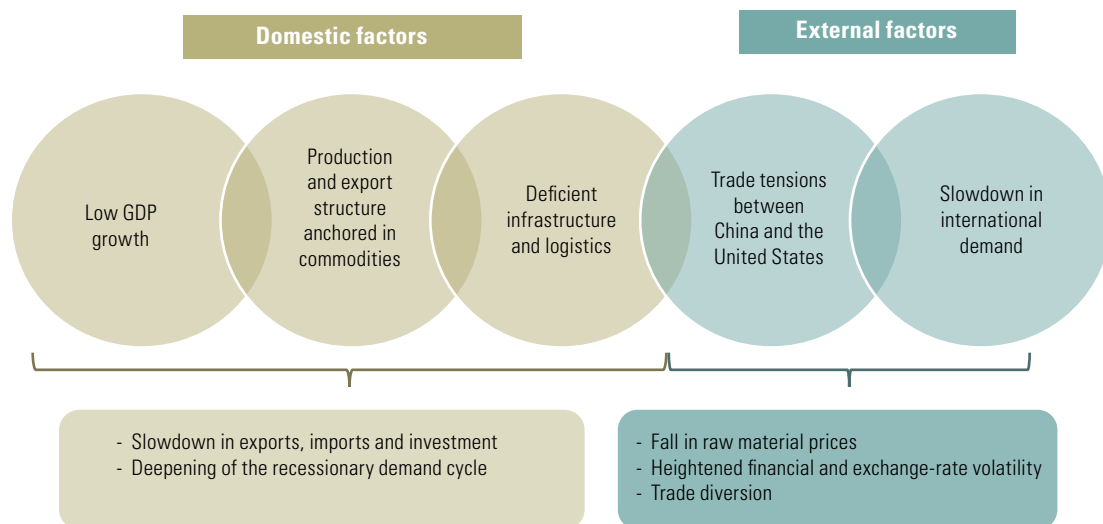 Domestic factors
External factors
Low GDP
growth
Production
and export
structure
anchored in
commodities
Deficient
infrastructure
and logistics
Trade tensions
between
China and the
United States
Slowdown in
international
demand
- Slowdown in exports, imports and investment
- Deepening of the recessionary demand cycle
- Fall in raw material prices
- Heightened financial and exchange-rate volatility
- Trade diversion